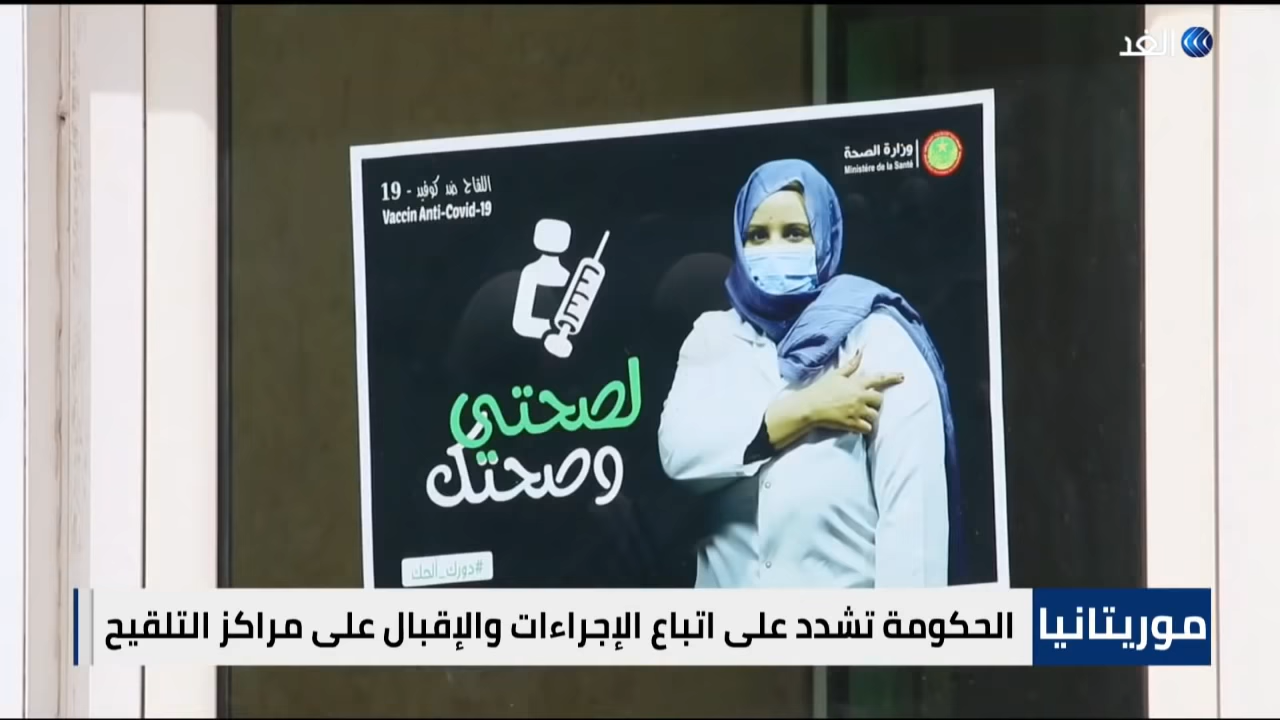 الغد
وزارة الصحة
Ministère de la Santé
اللقاح ضد كوفيد - 19
Vaccin Anti-Covid-19
لصحتي
وصحتك
#دورك_الحك
موريتانيا
الحكومة تشدد على اتباع الإجراءات والإقبال على مراكز التلقيح